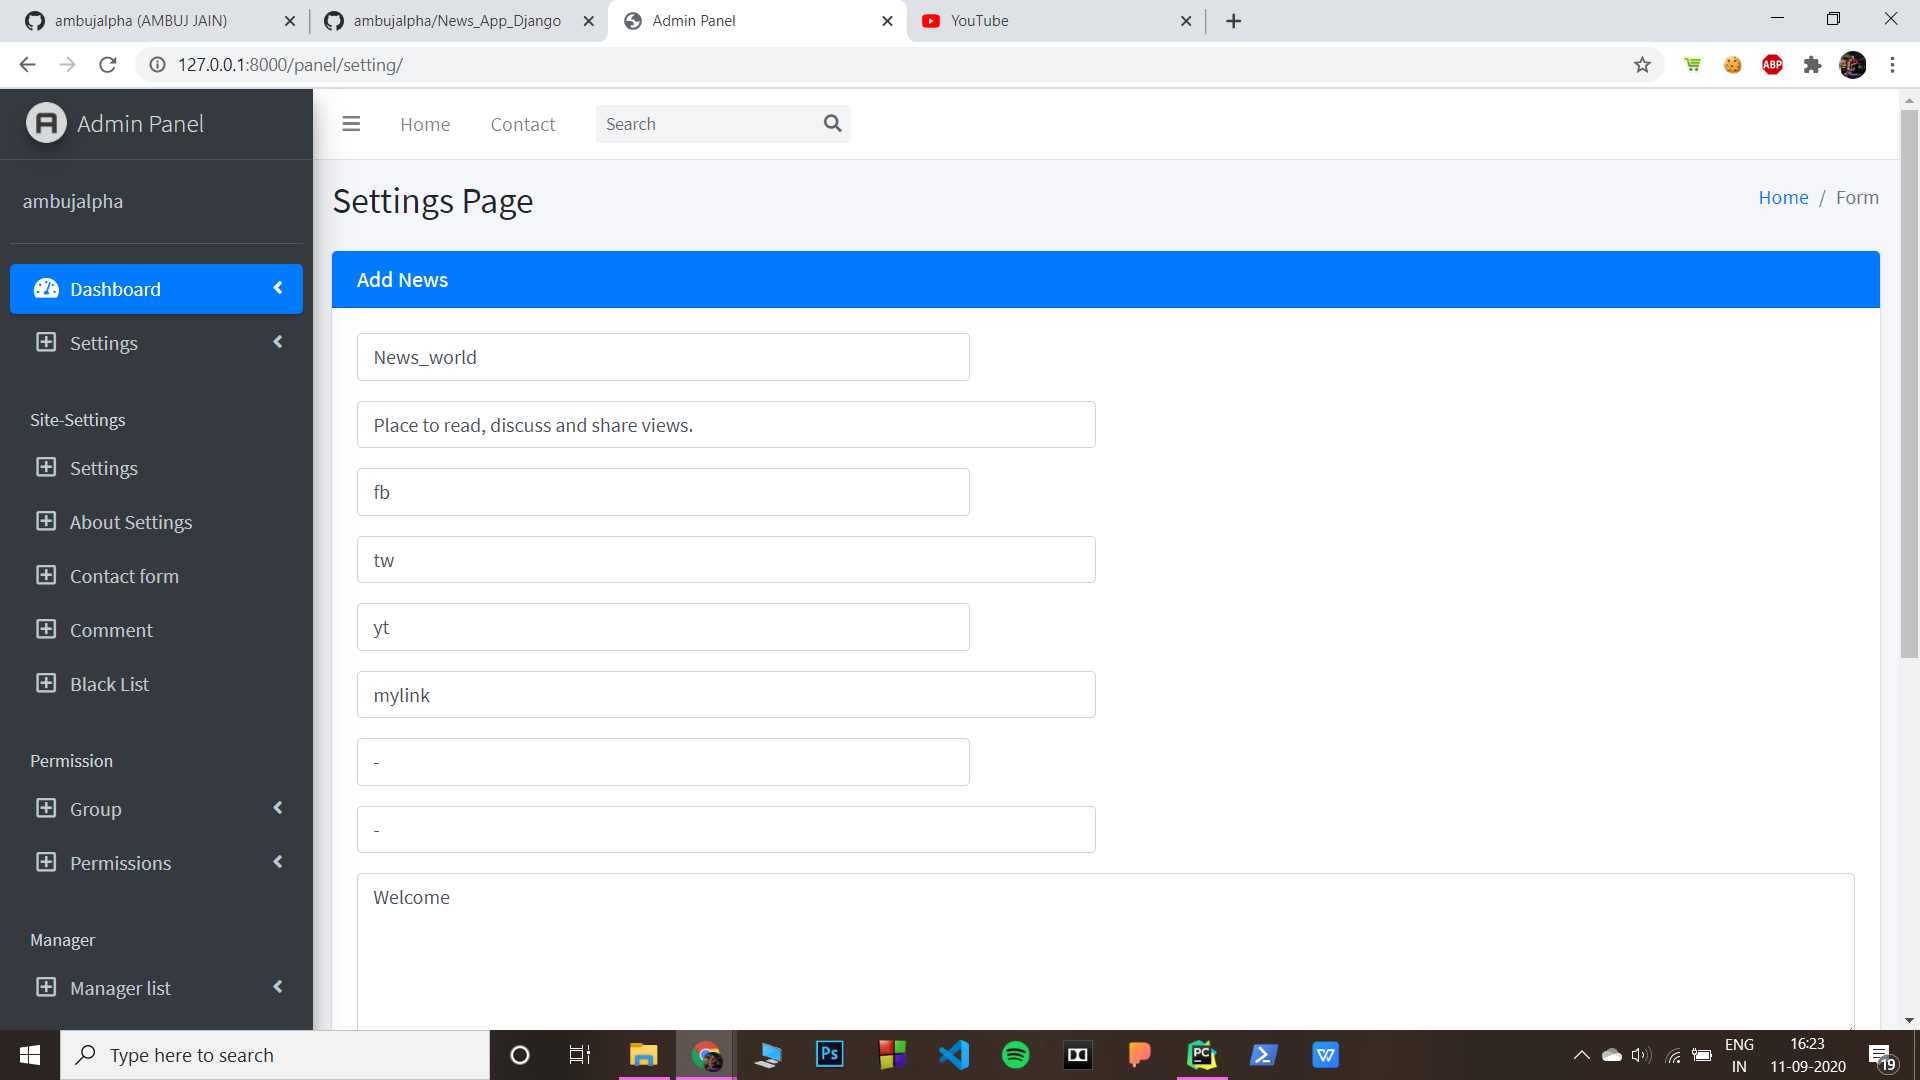 ambujalpha (AMBUJ JAIN)
ambujalpha/News_App_Django
Admin Panel
YouTube
127.0.0.1:8000/panel/setting/
ABP
Admin Panel
Home
Contact
Search
ambujalpha
Dashboard
Settings
Site-Settings
Settings
About Settings
Contact form
Comment
Black List
Permission
Group
Permissions
Manager
Manager list
Settings Page
Home / Form
Add News
News_world
Place to read, discuss and share views.
fb
tw
yt
mylink
-
-
Welcome
Type here to search
Ps
PC
W
ENG
IN
16:23
11-09-2020
19